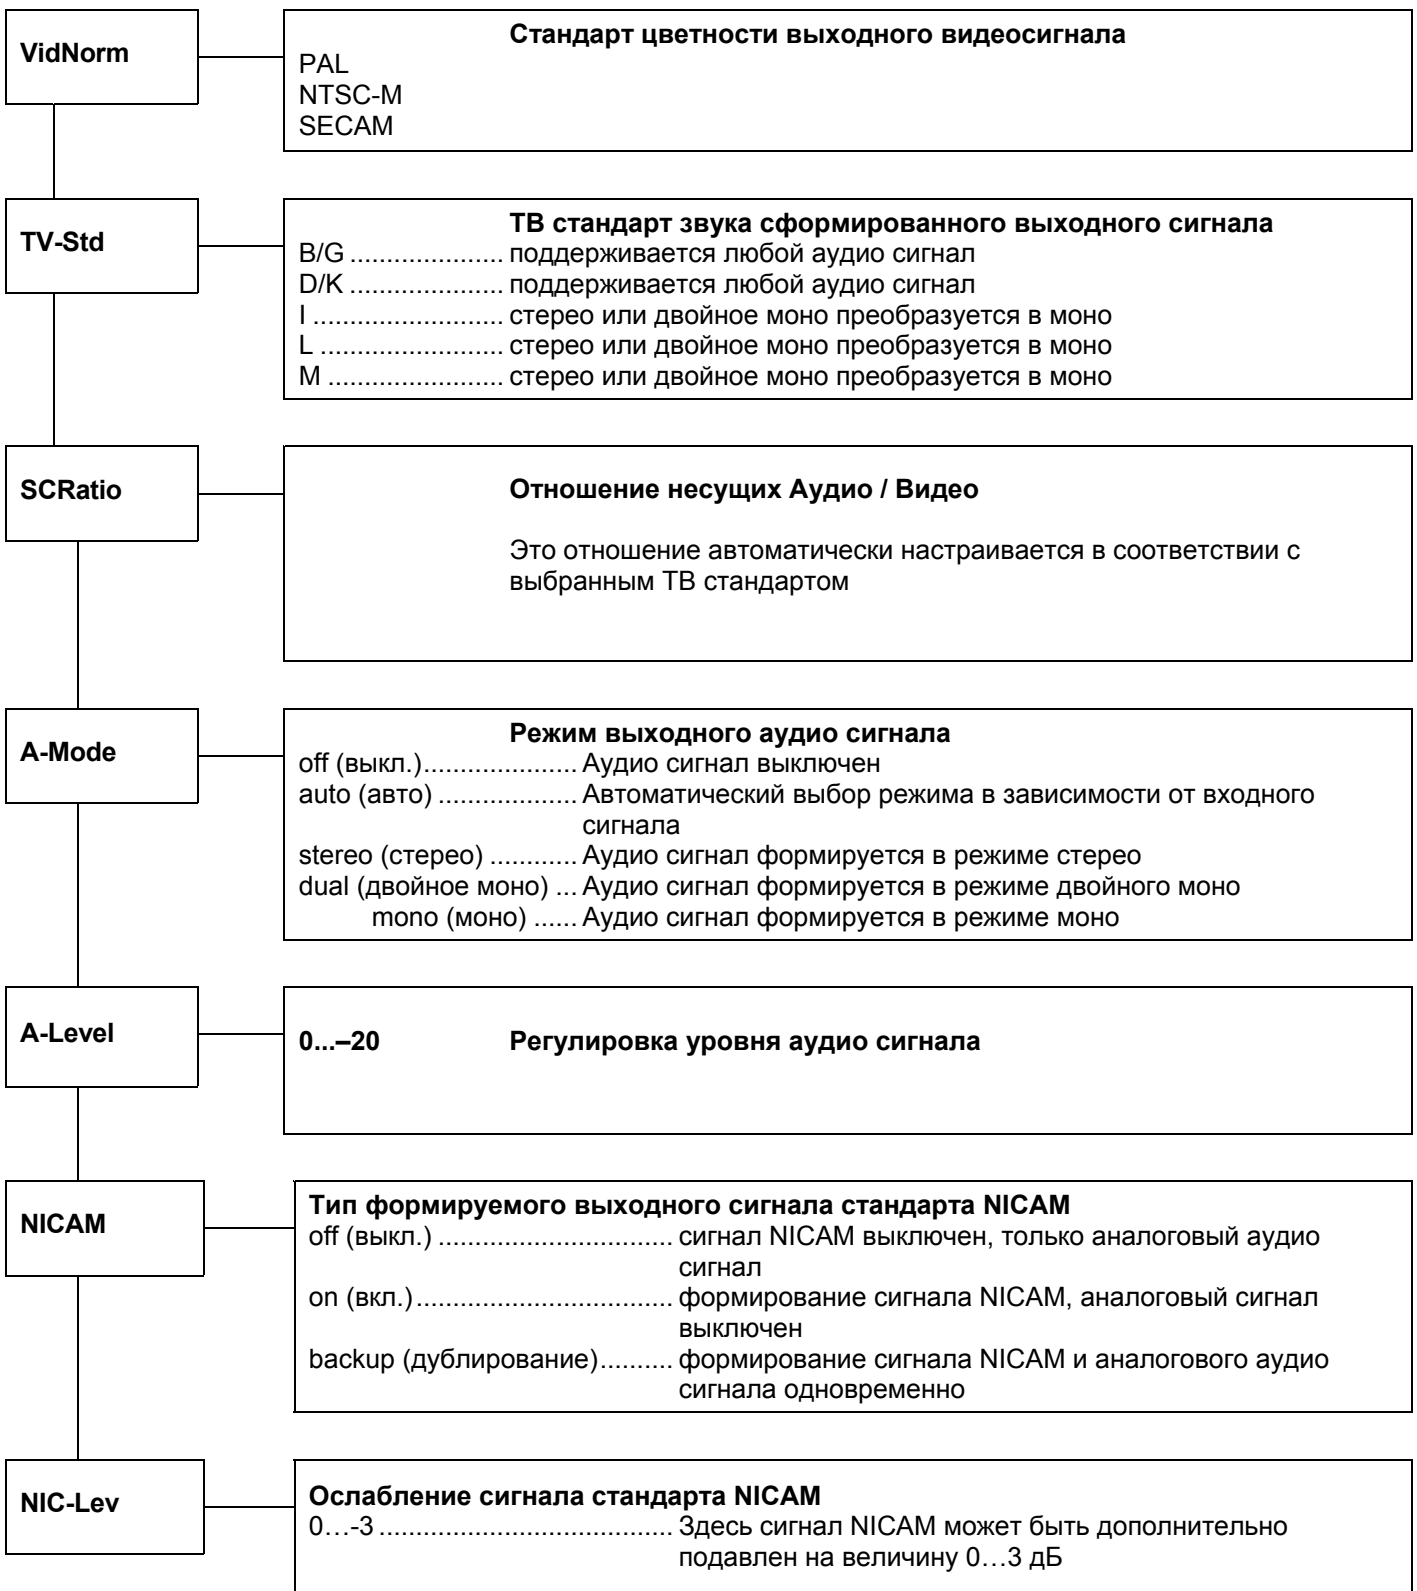 VidNorm
Стандарт цветности выходного видеосигнала
PAL
NTSC-M
SECAM
TV-Std
ТВ стандарт звука сформированного выходного сигнала
B/G ..................... поддерживается любой аудио сигнал
D/K ..................... поддерживается любой аудио сигнал
I .......................... стерео или двойное моно преобразуется в моно
L ......................... стерео или двойное моно преобразуется в моно
M ........................ стерео или двойное моно преобразуется в моно
SCRatio
Отношение несущих Аудио / Видео
Это отношение автоматически настраивается в соответствии с
выбранным ТВ стандартом
A-Mode
Режим выходного аудио сигнала
off (выкл.)..................... Аудио сигнал выключен
auto (авто) ................... Автоматический выбор режима в зависимости от входного
сигнала
stereo (стерео) ............ Аудио сигнал формируется в режиме стерео
dual (двойное моно) ... Аудио сигнал формируется в режиме двойного моно
mono (моно) ...... Аудио сигнал формируется в режиме моно
A-Level
0...–20 Регулировка уровня аудио сигнала
NICAM
Тип формируемого выходного сигнала стандарта NICAM
off (выкл.) ................................ сигнал NICAM выключен, только аналоговый аудио
сигнал
on (вкл.)................................... формирование сигнала NICAM, аналоговый сигнал
выключен
backup (дублирование).......... формирование сигнала NICAM и аналогового аудио
сигнала одновременно
NIC-Lev
Ослабление сигнала стандарта NICAM
0…-3 ........................................ Здесь сигнал NICAM может быть дополнительно
подавлен на величину 0…3 дБ